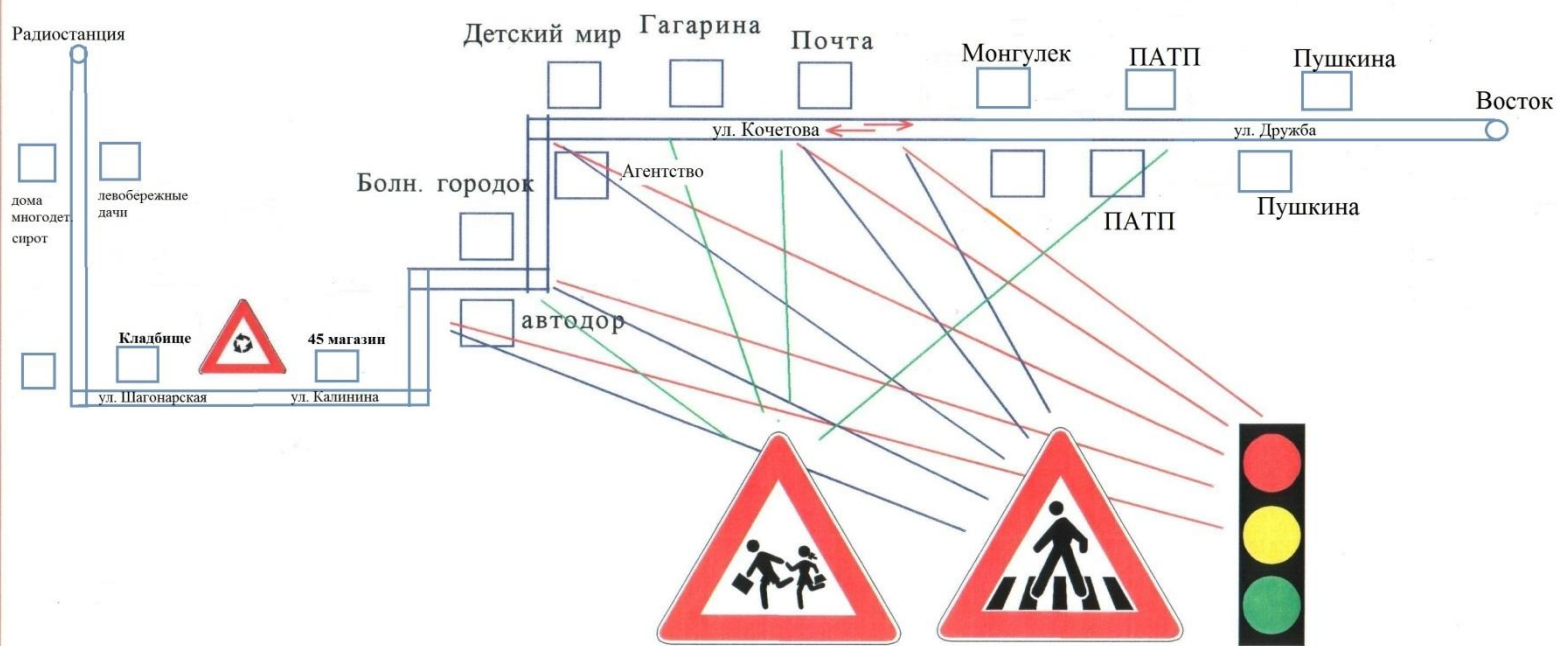 Радиостанция
Детский мир
Гагарина
Почта
Монгулек
ПАТП
Пушкина
Восток
ул. Кочетова
ул. Дружба
Агентство
Болн. городок
дома
многодет.
сирот
левобережные
дачи
ПАТП
Пушкина
автодор
Кладбище
45 магазин
ул. Шагонарская
ул. Калинина